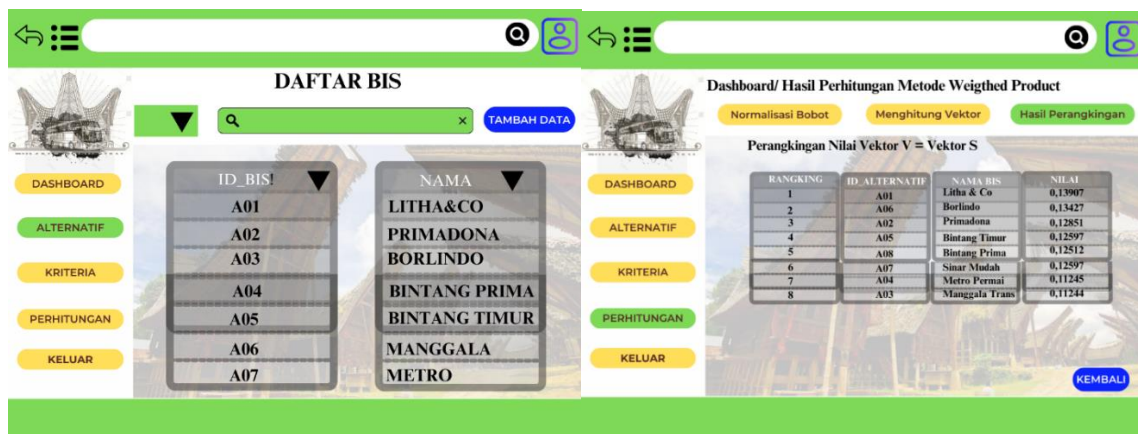 DAFTAR BIS
×
TAMBAH DATA
DASHBOARD
ALTERNATIF
KRITERIA
PERHITUNGAN
KELUAR
ID_BIS! NAMA
A01 LITHA&CO
A02 PRIMADONA
A03 BORLINDO
A04 BINTANG PRIMA
A05 BINTANG TIMUR
A06 MANGGALA
A07 METRO
Dashboard/ Hasil Perhitungan Metode Weigthed Product
Normalisasi Bobot Menghitung Vektor Hasil Perangkingan
Perangkingan Nilai Vektor V = Vektor S
DASHBOARD
ALTERNATIF
KRITERIA
PERHITUNGAN
KELUAR
RANGKING ID_ALTERNATIF NAMA BIS NILAI
1 A01 Litha & Co 0,13907
2 A06 Borlindo 0,13427
3 A02 Primadona 0,12851
4 A05 Bintang Timur 0,12597
5 A08 Bintang Prima 0,12512
6 A07 Sinar Mudah 0,12597
7 A04 Metro Permai 0,11245
8 A03 Manggala Trans 0,11244
KEMBALI